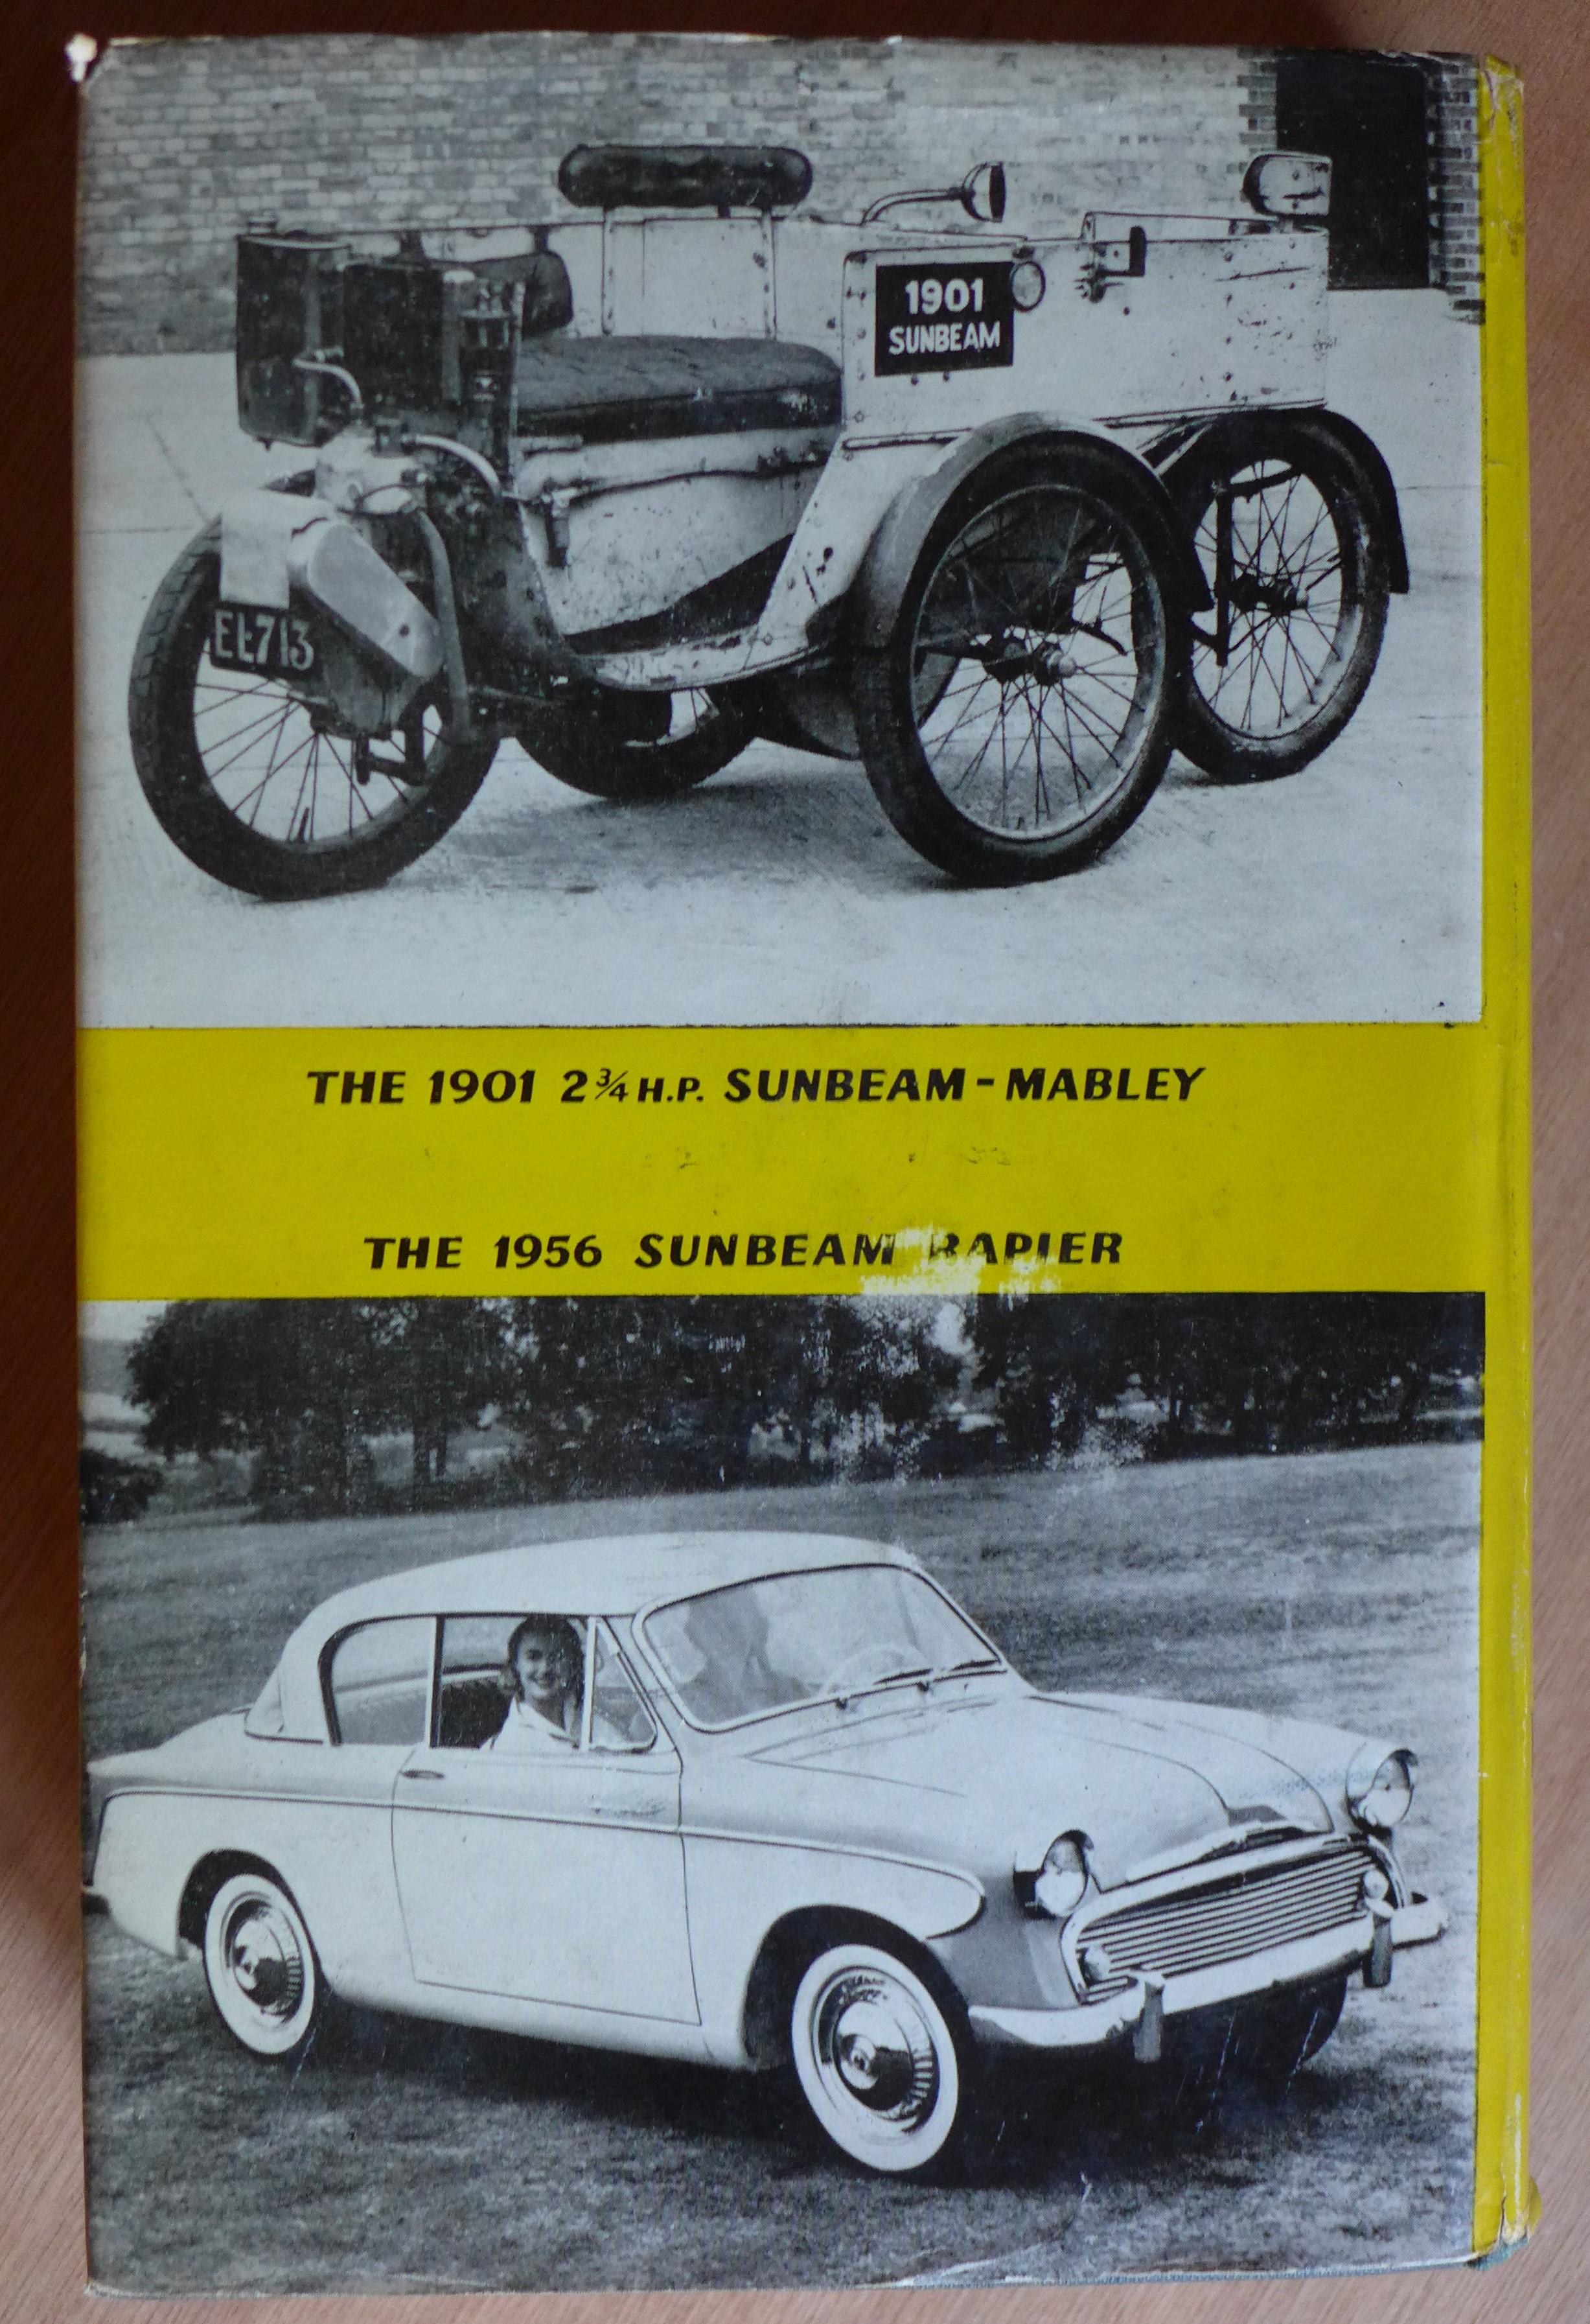 1901
SUNBEAM
EL713
THE 1901 2¾ H.P. SUNBEAM - MABLEY
THE 1956 SUNBEAM RAPIER